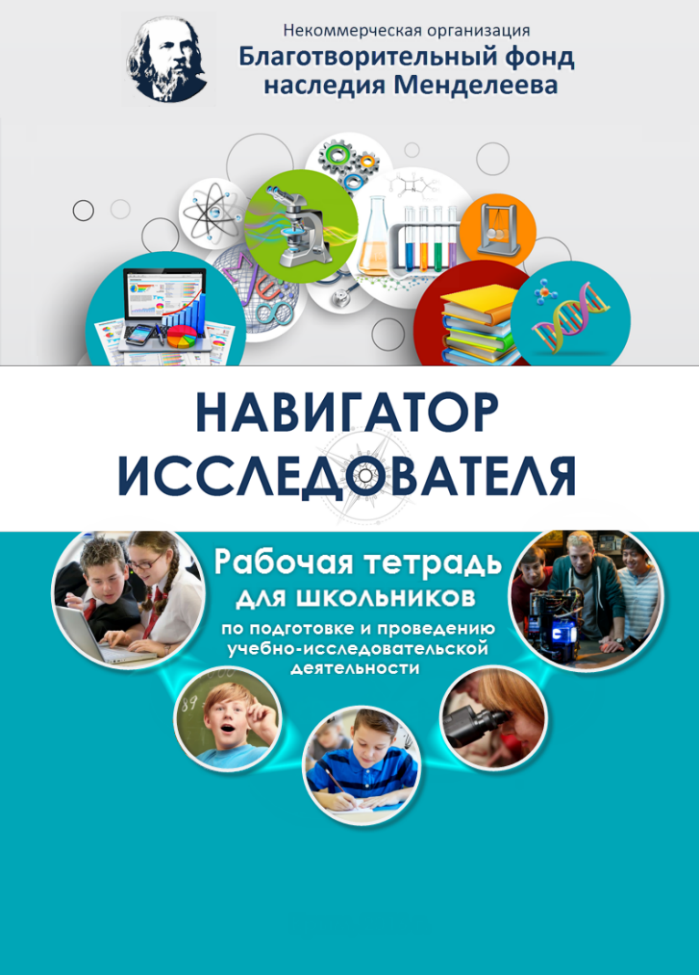 Некоммерческая организация
Благотворительный фонд
наследия Менделеева
НАВИГАТОР
ИССЛЕДОВАТЕЛЯ
Рабочая тетрадь
для школьников
по подготовке и проведению
учебно-исследовательской
деятельности